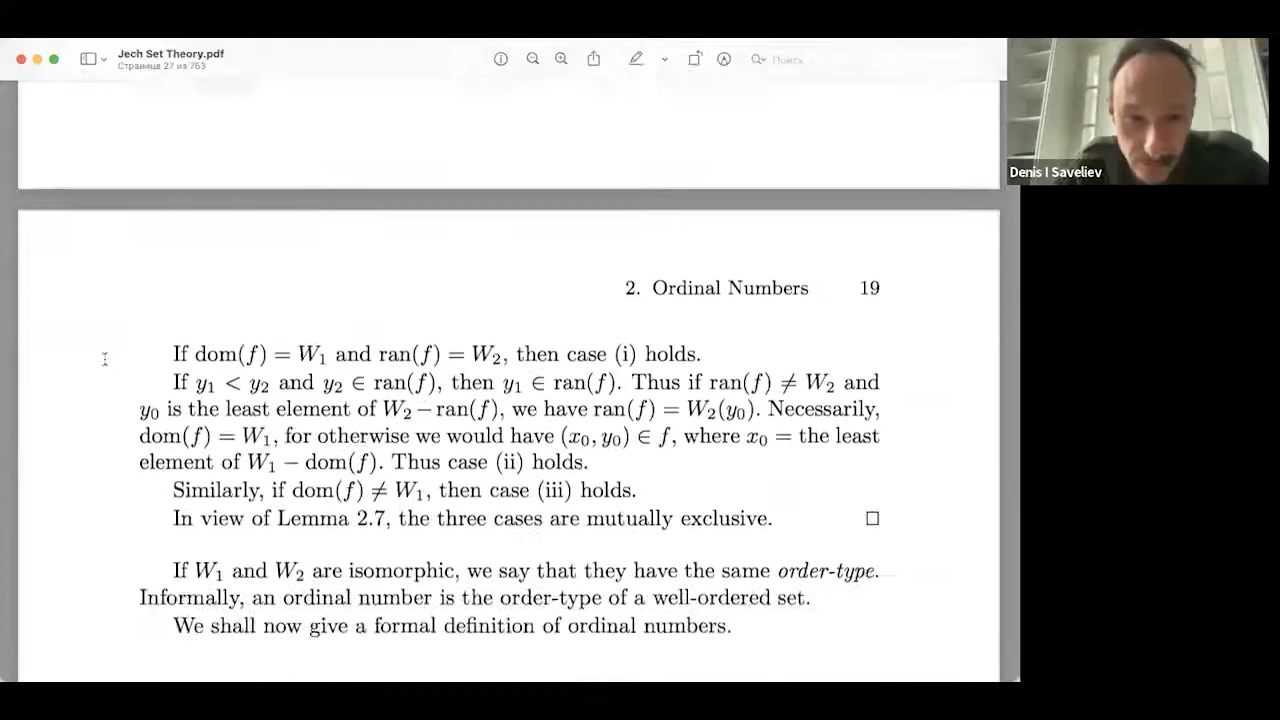 Jech Set Theory.pdf
Страница 27 из 763
Поиск
Denis I Saveliev
2. Ordinal Numbers 19
If dom(f) = W₁ and ran(f) = W₂, then case (i) holds.
If y₁ < y₂ and y₂ ∈ ran(f), then y₁ ∈ ran(f). Thus if ran(f) ≠ W₂ and
y₀ is the least element of W₂ − ran(f), we have ran(f) = W₂(y₀). Necessarily,
dom(f) = W₁, for otherwise we would have (x₀, y₀) ∈ f, where x₀ = the least
element of W₁ − dom(f). Thus case (ii) holds.
Similarly, if dom(f) ≠ W₁, then case (iii) holds.
In view of Lemma 2.7, the three cases are mutually exclusive. □
If W₁ and W₂ are isomorphic, we say that they have the same order-type.
Informally, an ordinal number is the order-type of a well-ordered set.
We shall now give a formal definition of ordinal numbers.